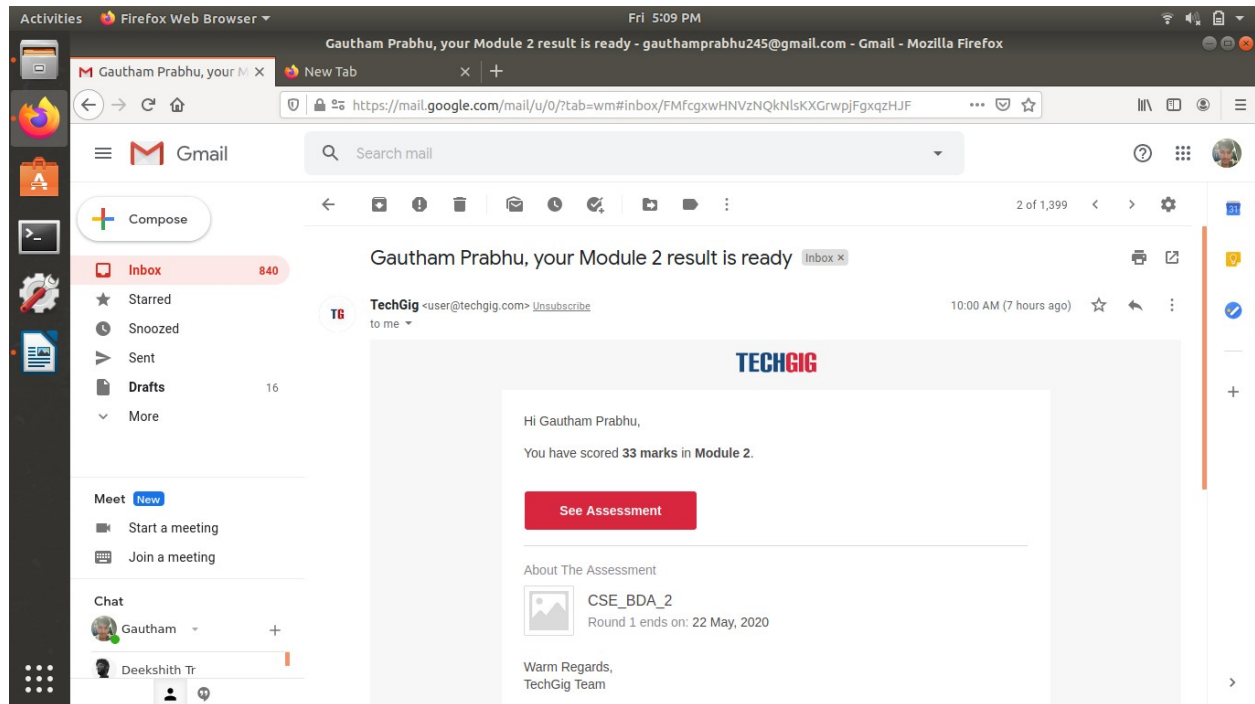 Activities Firefox Web Browser Fri 5:09 PM
Gautham Prabhu, your Module 2 result is ready - gauthamprabhu245@gmail.com - Gmail - Mozilla Firefox
Gautham Prabhu, your M New Tab
https://mail.google.com/mail/u/0/?tab=wm#inbox/FMfcgxwHNVzNQkNlsKXGrwpjFgxqzHJF
Gmail
Search mail
Compose
2 of 1,399
31
Gautham Prabhu, your Module 2 result is ready Inbox ×
Inbox 840
Starred
Snoozed
Sent
Drafts 16
More
TG
TechGig <user@techgig.com> Unsubscribe 10:00 AM (7 hours ago)
to me
TECHGIG
Hi Gautham Prabhu,
You have scored 33 marks in Module 2.
See Assessment
About The Assessment
CSE_BDA_2
Round 1 ends on: 22 May, 2020
Warm Regards,
TechGig Team
Meet New
Start a meeting
Join a meeting
Chat
Gautham
Deekshith Tr